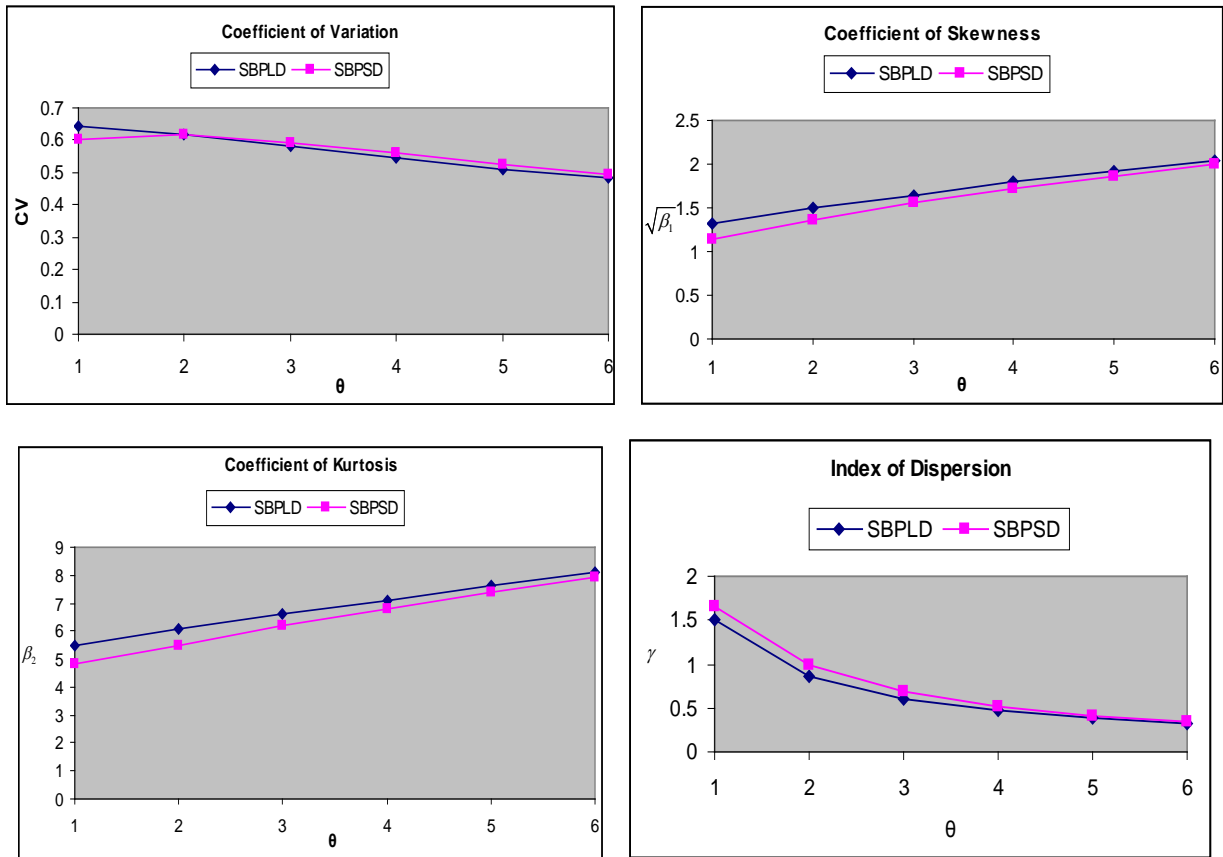 Coefficient of Variation
SBPLD SBPSD
0.7
0.6
0.5
0.4
0.3
0.2
0.1
0
CV
1 2 3 4 5 6
θ
Coefficient of Skewness
SBPLD SBPSD
2.5
2
1.5
1
0.5
0
√β₁
1 2 3 4 5 6
θ
Coefficient of Kurtosis
SBPLD SBPSD
9
8
7
6
5
4
3
2
1
0
β₂
1 2 3 4 5 6
θ
Index of Dispersion
SBPLD SBPSD
2
1.5
1
0.5
0
γ
1 2 3 4 5 6
θ